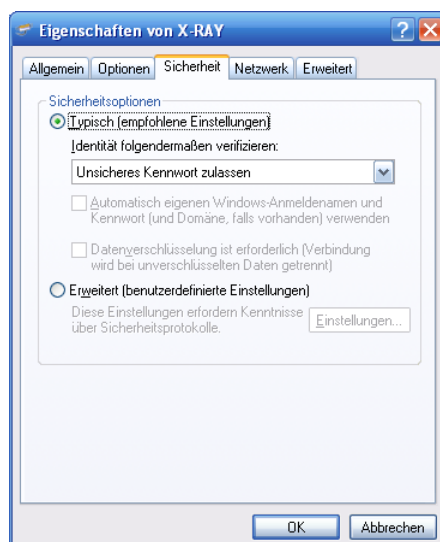 Eigenschaften von X-RAY
Allgemein Optionen Sicherheit Netzwerk Erweitert
Sicherheitsoptionen
Typisch (empfohlene Einstellungen)
Identität folgendermaßen verifizieren:
Unsicheres Kennwort zulassen
Automatisch eigenen Windows-Anmeldenamen und
Kennwort (und Domäne, falls vorhanden) verwenden
Datenverschlüsselung ist erforderlich (Verbindung
wird bei unverschlüsselten Daten getrennt)
Erweitert (benutzerdefinierte Einstellungen)
Diese Einstellungen erfordern Kenntnisse
über Sicherheitsprotokolle.
Einstellungen...
OK Abbrechen